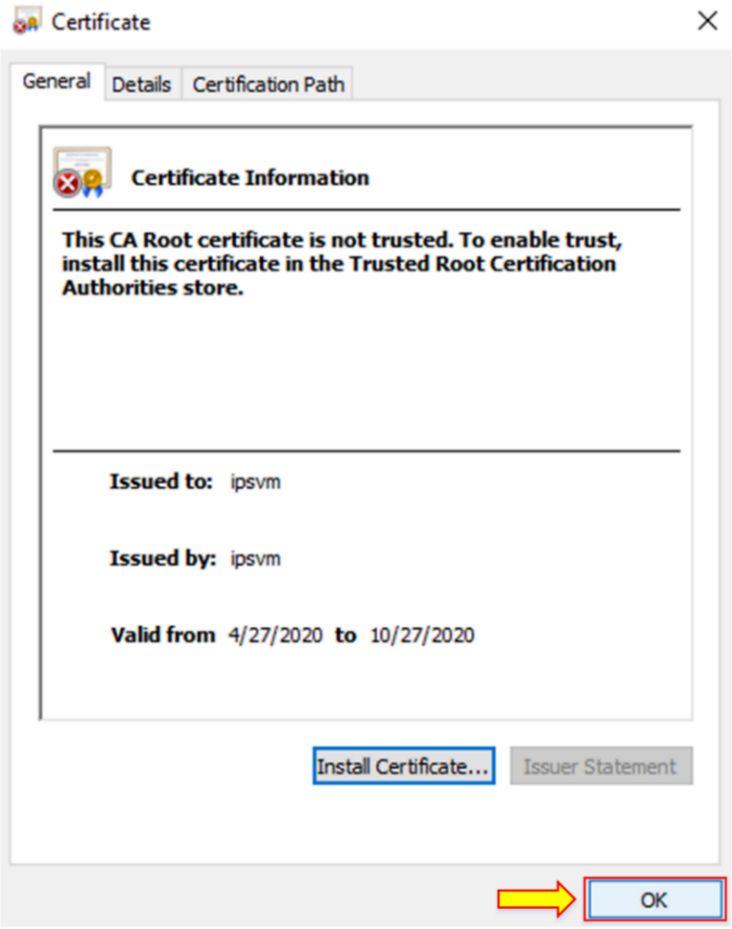 Certificate
General Details Certification Path
Certificate Information
This CA Root certificate is not trusted. To enable trust,
install this certificate in the Trusted Root Certification
Authorities store.
Issued to: ipsvm
Issued by: ipsvm
Valid from 4/27/2020 to 10/27/2020
Install Certificate... Issuer Statement
OK